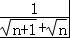 1
√n+1 + √n